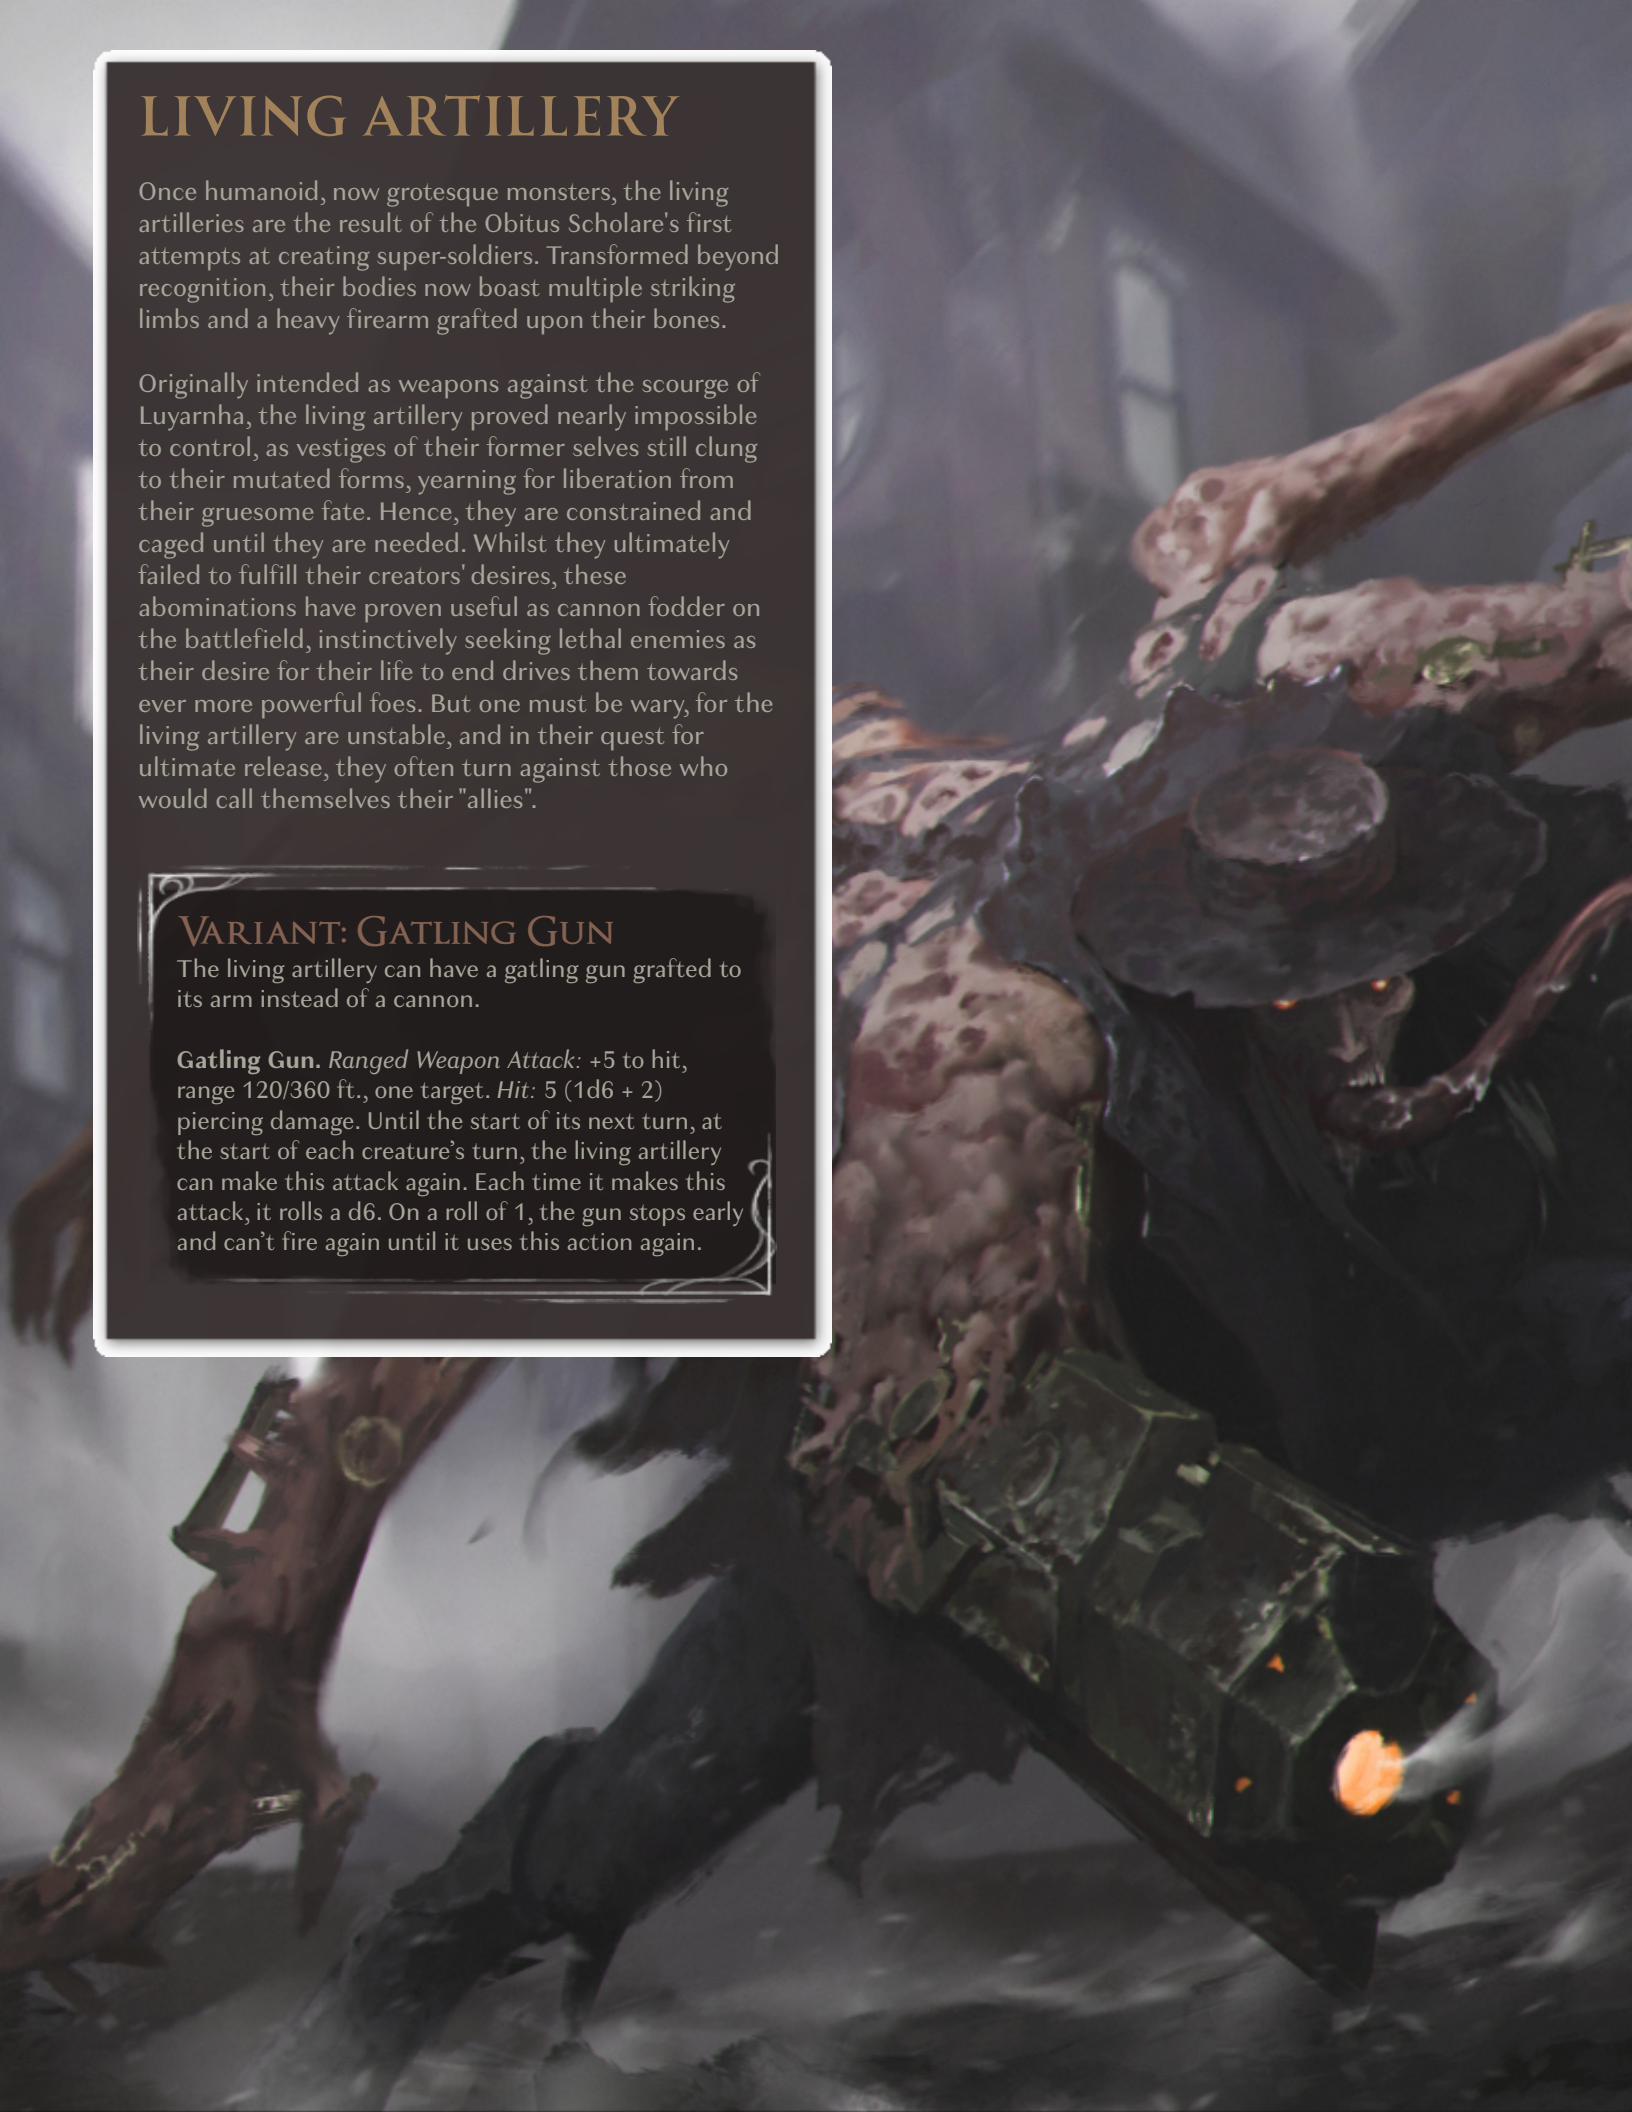 LIVING ARTILLERY
Once humanoid, now grotesque monsters, the living
artilleries are the result of the Obitus Scholare's first
attempts at creating super-soldiers. Transformed beyond
recognition, their bodies now boast multiple striking
limbs and a heavy firearm grafted upon their bones.
Originally intended as weapons against the scourge of
Luyarnha, the living artillery proved nearly impossible
to control, as vestiges of their former selves still clung
to their mutated forms, yearning for liberation from
their gruesome fate. Hence, they are constrained and
caged until they are needed. Whilst they ultimately
failed to fulfill their creators' desires, these
abominations have proven useful as cannon fodder on
the battlefield, instinctively seeking lethal enemies as
their desire for their life to end drives them towards
ever more powerful foes. But one must be wary, for the
living artillery are unstable, and in their quest for
ultimate release, they often turn against those who
would call themselves their "allies".
VARIANT: GATLING GUN
The living artillery can have a gatling gun grafted to
its arm instead of a cannon.
Gatling Gun. Ranged Weapon Attack: +5 to hit,
range 120/360 ft., one target. Hit: 5 (1d6 + 2)
piercing damage. Until the start of its next turn, at
the start of each creature’s turn, the living artillery
can make this attack again. Each time it makes this
attack, it rolls a d6. On a roll of 1, the gun stops early
and can’t fire again until it uses this action again.